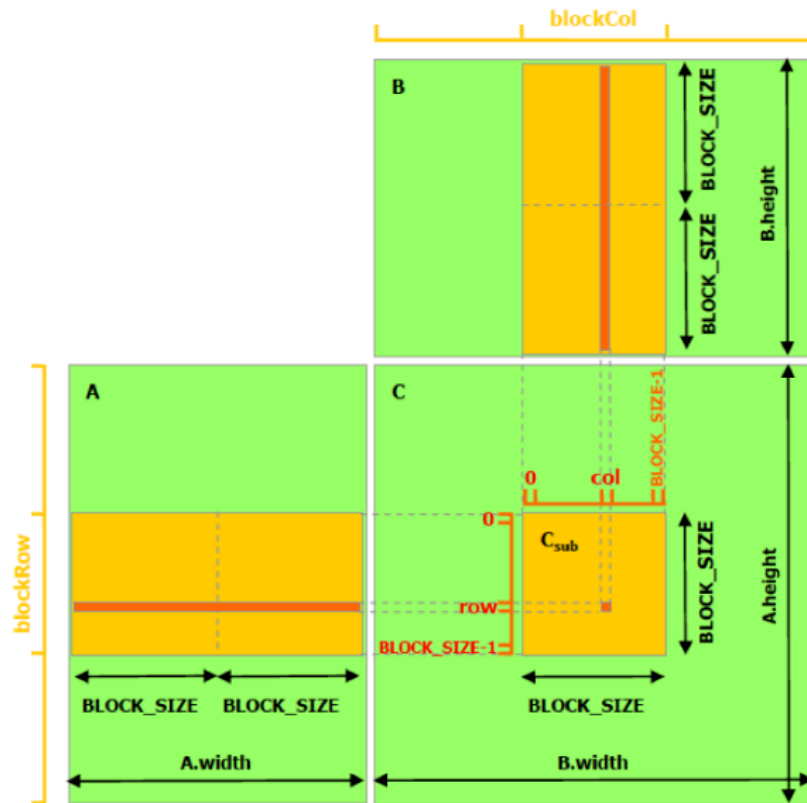 blockCol
B
BLOCK_SIZE
BLOCK_SIZE
B.height
blockRow
A
BLOCK_SIZE
BLOCK_SIZE
A.width
C
BLOCK_SIZE-1
0
col
0
row
BLOCK_SIZE-1
Csub
BLOCK_SIZE
BLOCK_SIZE
A.height
B.width